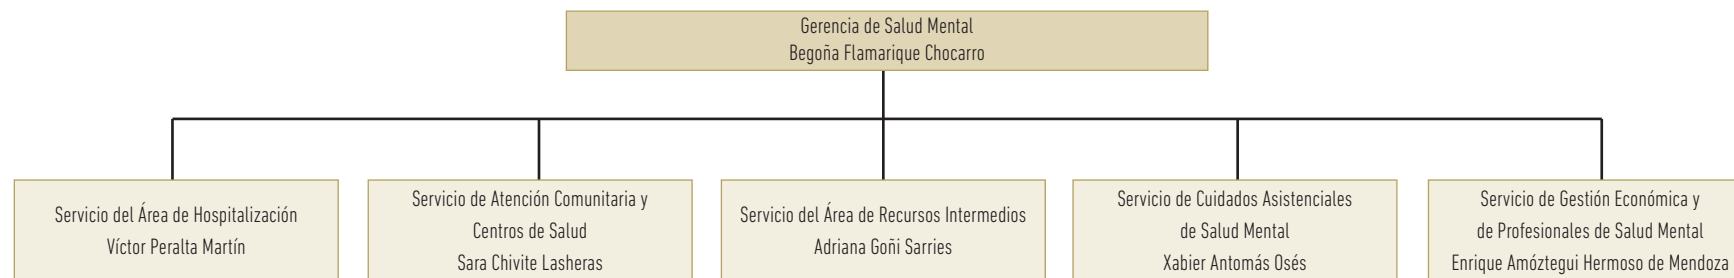 Gerencia de Salud Mental
Begoña Flamarique Chocarro
Servicio del Área de Hospitalización
Víctor Peralta Martín
Servicio de Atención Comunitaria y
Centros de Salud
Sara Chivite Lasheras
Servicio del Área de Recursos Intermedios
Adriana Goñi Sarries
Servicio de Cuidados Asistenciales
de Salud Mental
Xabier Antomás Osés
Servicio de Gestión Económica y
de Profesionales de Salud Mental
Enrique Amóztegui Hermoso de Mendoza